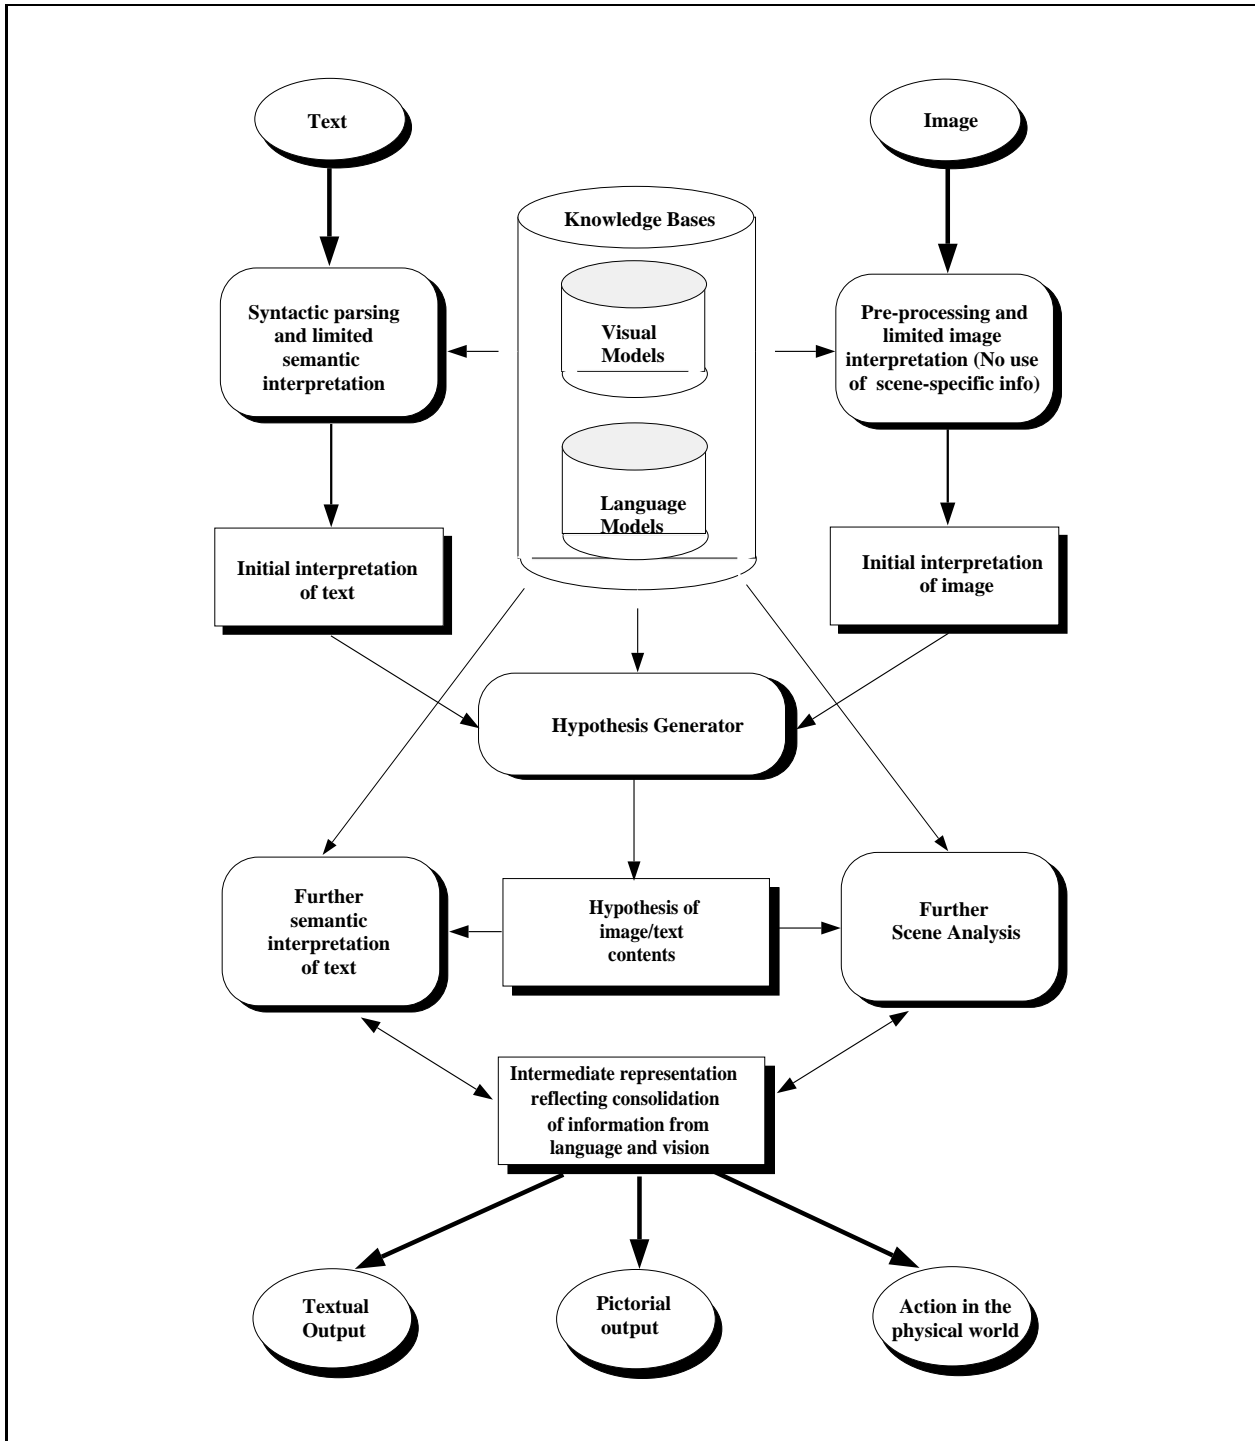 Text
Image
Knowledge Bases
Syntactic parsing
and limited
semantic
interpretation
Visual
Models
Pre-processing and
limited image
interpretation (No use
of scene-specific info)
Language
Models
Initial interpretation
of text
Initial interpretation
of image
Hypothesis Generator
Further
semantic
interpretation
of text
Hypothesis of
image/text
contents
Further
Scene Analysis
Intermediate representation
reflecting consolidation
of information from
language and vision
Textual
Output
Pictorial
output
Action in the
physical world